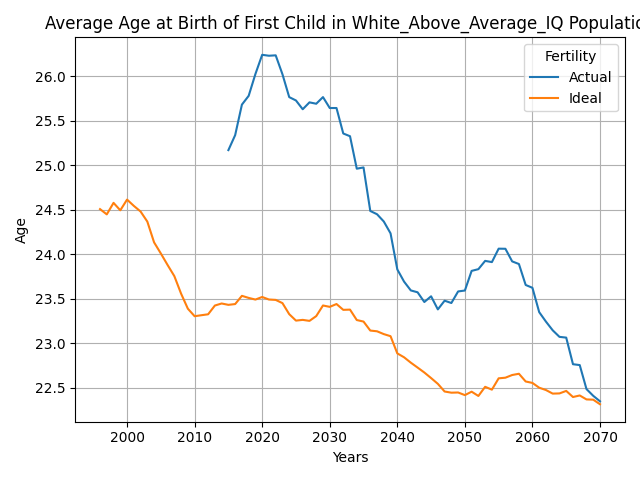 Average Age at Birth of First Child in White_Above_Average_IQ Populatio
Fertility
Actual
Ideal
Age
26.0
25.5
25.0
24.5
24.0
23.5
23.0
22.5
2000 2010 2020 2030 2040 2050 2060 2070
Years